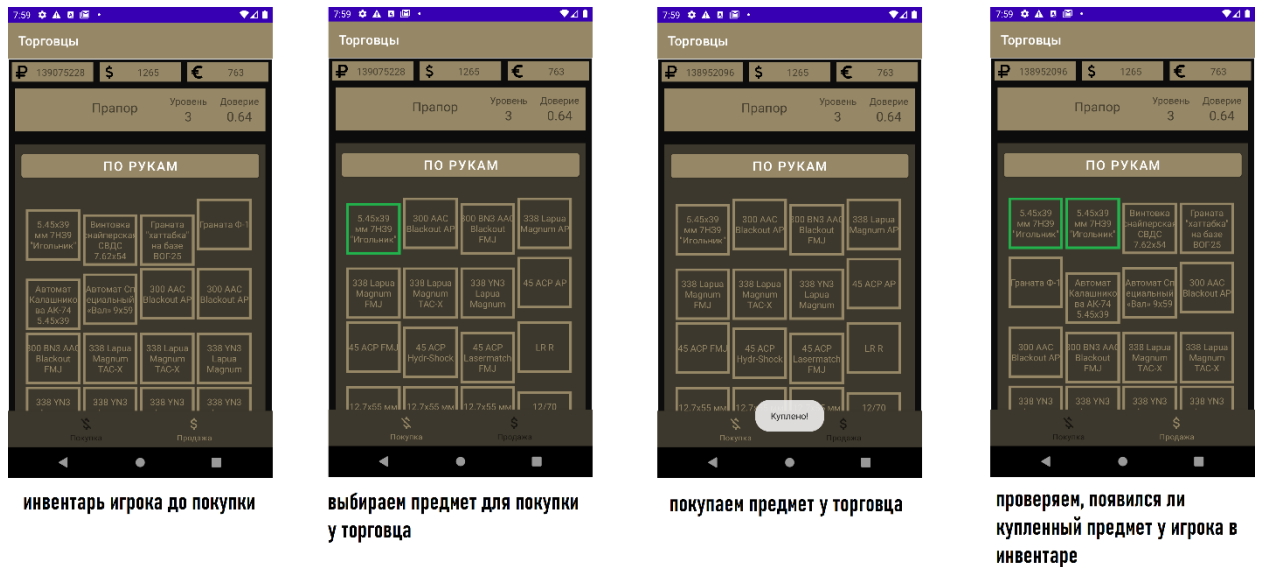 7:59
Торговцы
₽ 139075228 $ 1265 € 763
Прапор Уровень 3 Доверие 0.64
ПО РУКАМ
5.45x39 мм 7Н39 "Игольник"
Винтовка снайперская СВДС 7.62x54
Граната "хаттабка" на базе ВОГ-25
Граната Ф-1
Автомат Калашнико ва АК-74 5.45x39
Автомат Сп ециальный «Вал» 9x59
300 AAC Blackout AP
300 AAC Blackout AP
300 BN3 AAC Blackout FMJ
338 Lapua Magnum TAC-X
338 Lapua Magnum TAC-X
338 YN3 Lapua Magnum
338 YN3
338 YN3
338 YN3
338 YN3
Покупка $ Продажа
инвентарь игрока до покупки
7:59
Торговцы
₽ 139075228 $ 1265 € 763
Прапор Уровень 3 Доверие 0.64
ПО РУКАМ
5.45x39 мм 7Н39 "Игольник"
300 AAC Blackout AP
300 BN3 AAC Blackout FMJ
338 Lapua Magnum AP
338 Lapua Magnum FMJ
338 Lapua Magnum TAC-X
338 YN3 Lapua Magnum
45 ACP AP
45 ACP FMJ
45 ACP Hydr-Shock
45 ACP Lasermatch FMJ
LR R
12.7x55 мм
12.7x55 мм
12.7x55 мм
12/70
Покупка $ Продажа
выбираем предмет для покупки
у торговца
7:59
Торговцы
₽ 138952096 $ 1265 € 763
Прапор Уровень 3 Доверие 0.64
ПО РУКАМ
5.45x39 мм 7Н39 "Игольник"
300 AAC Blackout AP
300 BN3 AAC Blackout FMJ
338 Lapua Magnum AP
338 Lapua Magnum FMJ
338 Lapua Magnum TAC-X
338 YN3 Lapua Magnum
45 ACP AP
45 ACP FMJ
45 ACP Hydr-Shock
45 ACP Lasermatch FMJ
LR R
12.7x55 мм
12/70
Куплено!
Покупка $ Продажа
покупаем предмет у торговца
7:59
Торговцы
₽ 138952096 $ 1265 € 763
Прапор Уровень 3 Доверие 0.64
ПО РУКАМ
5.45x39 мм 7Н39 "Игольник"
5.45x39 мм 7Н39 "Игольник"
Винтовка снайперская СВДС 7.62x54
Граната "хаттабка" на базе ВОГ-25
Граната Ф-1
Автомат Калашнико ва АК-74 5.45x39
Автомат Сп ециальный «Вал» 9x59
300 AAC Blackout AP
300 AAC Blackout AP
300 BN3 AAC Blackout FMJ
338 Lapua Magnum TAC-X
338 Lapua Magnum TAC-X
338 YN3
338 YN3
338 YN3
338 YN3
Покупка $ Продажа
проверяем, появился ли
купленный предмет у игрока в
инвентаре